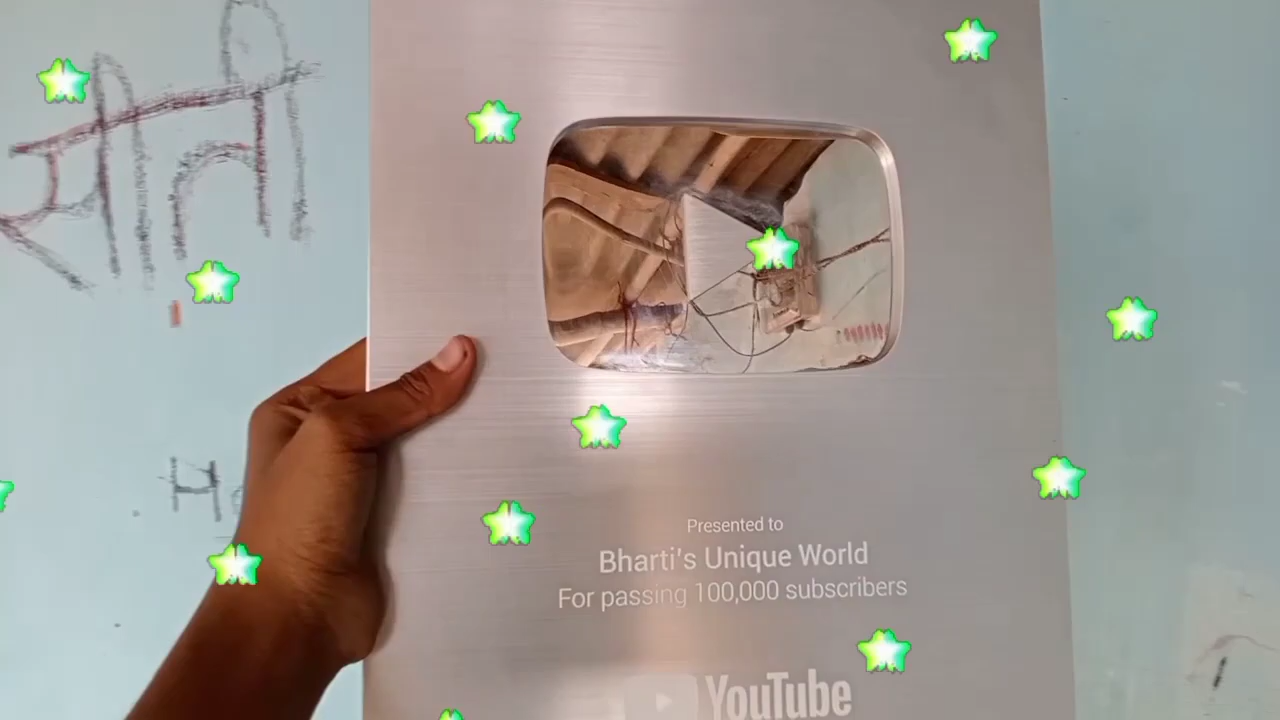 Presented to
Bharti's Unique World
For passing 100,000 subscribers
YouTube